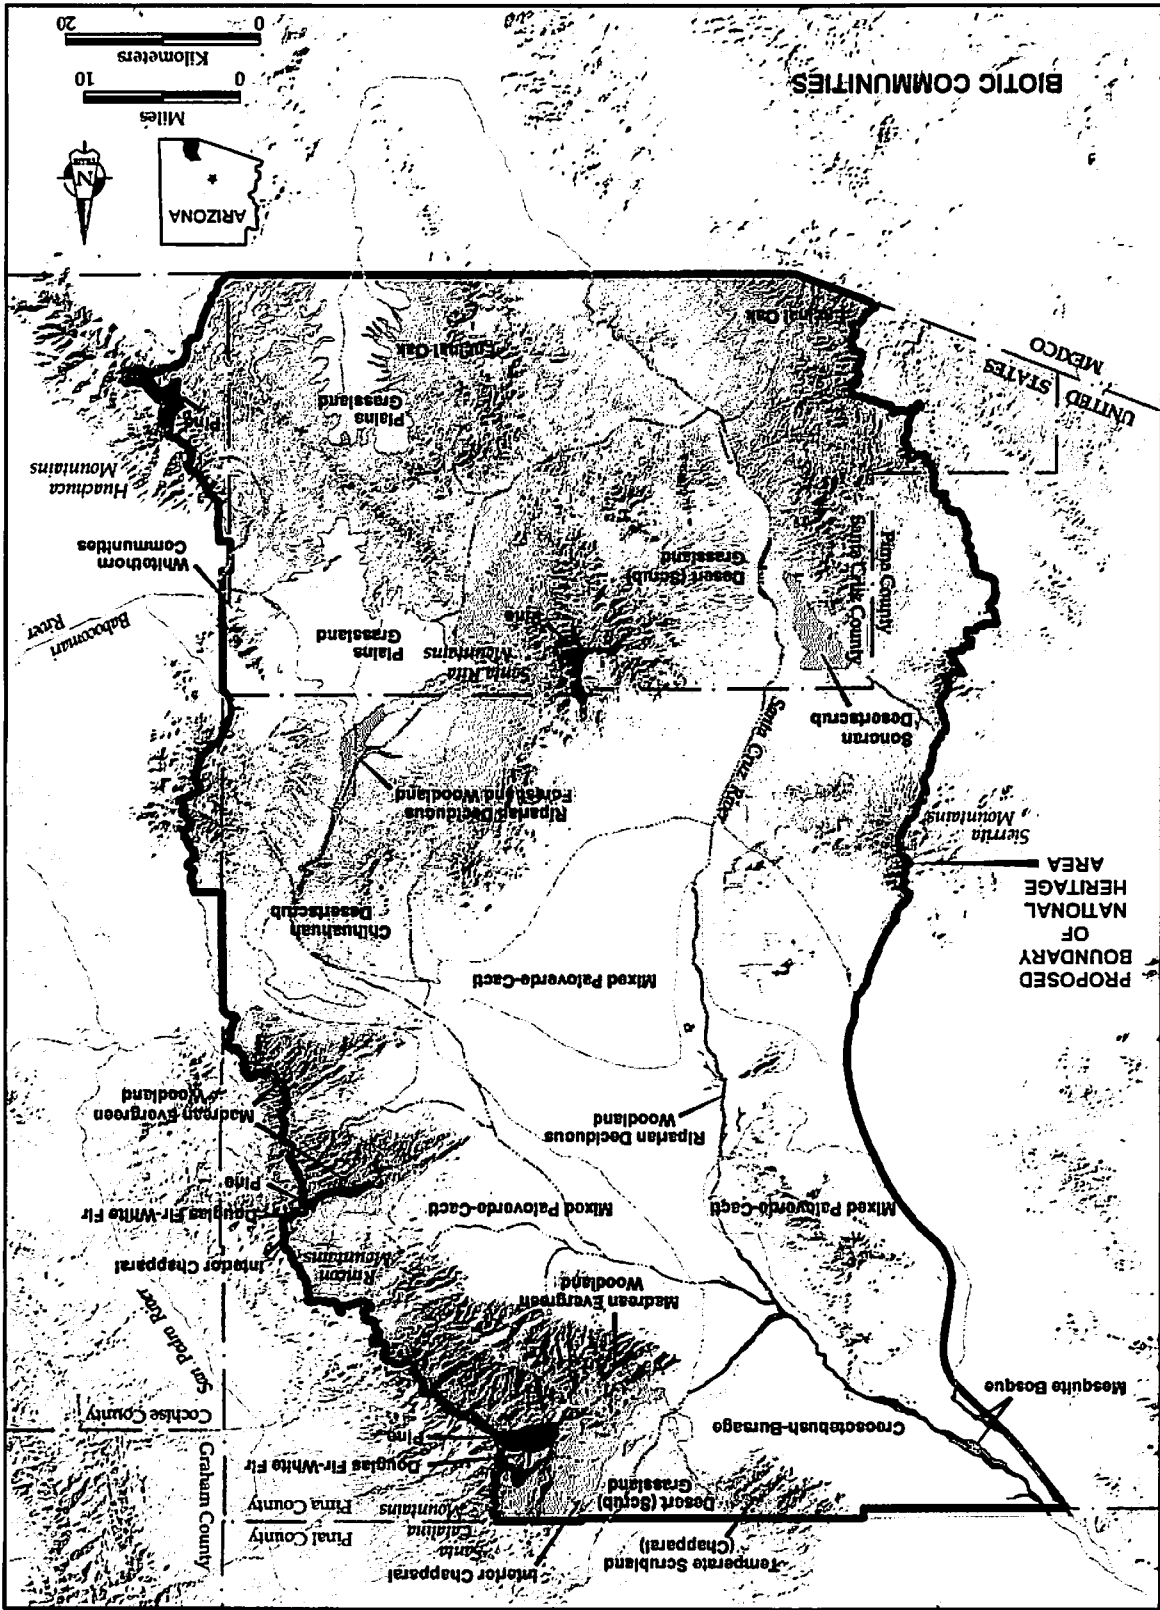 Temperate Scrubland
(Chapparal)
Interior Chapparal
Santa
Catalina
Mountains
Pinal County
Pima County
Graham County
Desert (Scrub)
Grassland
Douglas Fir-White Fir
Pine
Cochise County
San Pedro River
Mesquite Bosque
Creosotebush-Bursage
Madrean Evergreen
Woodland
Rincon
Mountains
Interior Chapparal
Douglas Fir-White Fir
Pine
Madrean Evergreen
Woodland
Mixed Paloverde-Cacti
Mixed Paloverde-Cacti
Riparian Deciduous
Woodland
Mixed Paloverde-Cacti
PROPOSED
BOUNDARY
OF
NATIONAL
HERITAGE
AREA
Chihuahuan
Desertscrub
Sierrita
Mountains
Riparian Deciduous
Forest and Woodland
Sonoran
Desertscrub
Santa Cruz River
Santa Rita
Mountains
Plains
Grassland
Babocomari
River
Pima County
Santa Cruz County
Pine
Desert (Scrub)
Grassland
Whitethorn
Communities
Huachuca
Mountains
UNITED STATES
MEXICO
Plains
Grassland
Pine
Encinal Oak
Encinal Oak
ARIZONA
N
BIOTIC COMMUNITIES
Miles
0 10
Kilometers
0 20